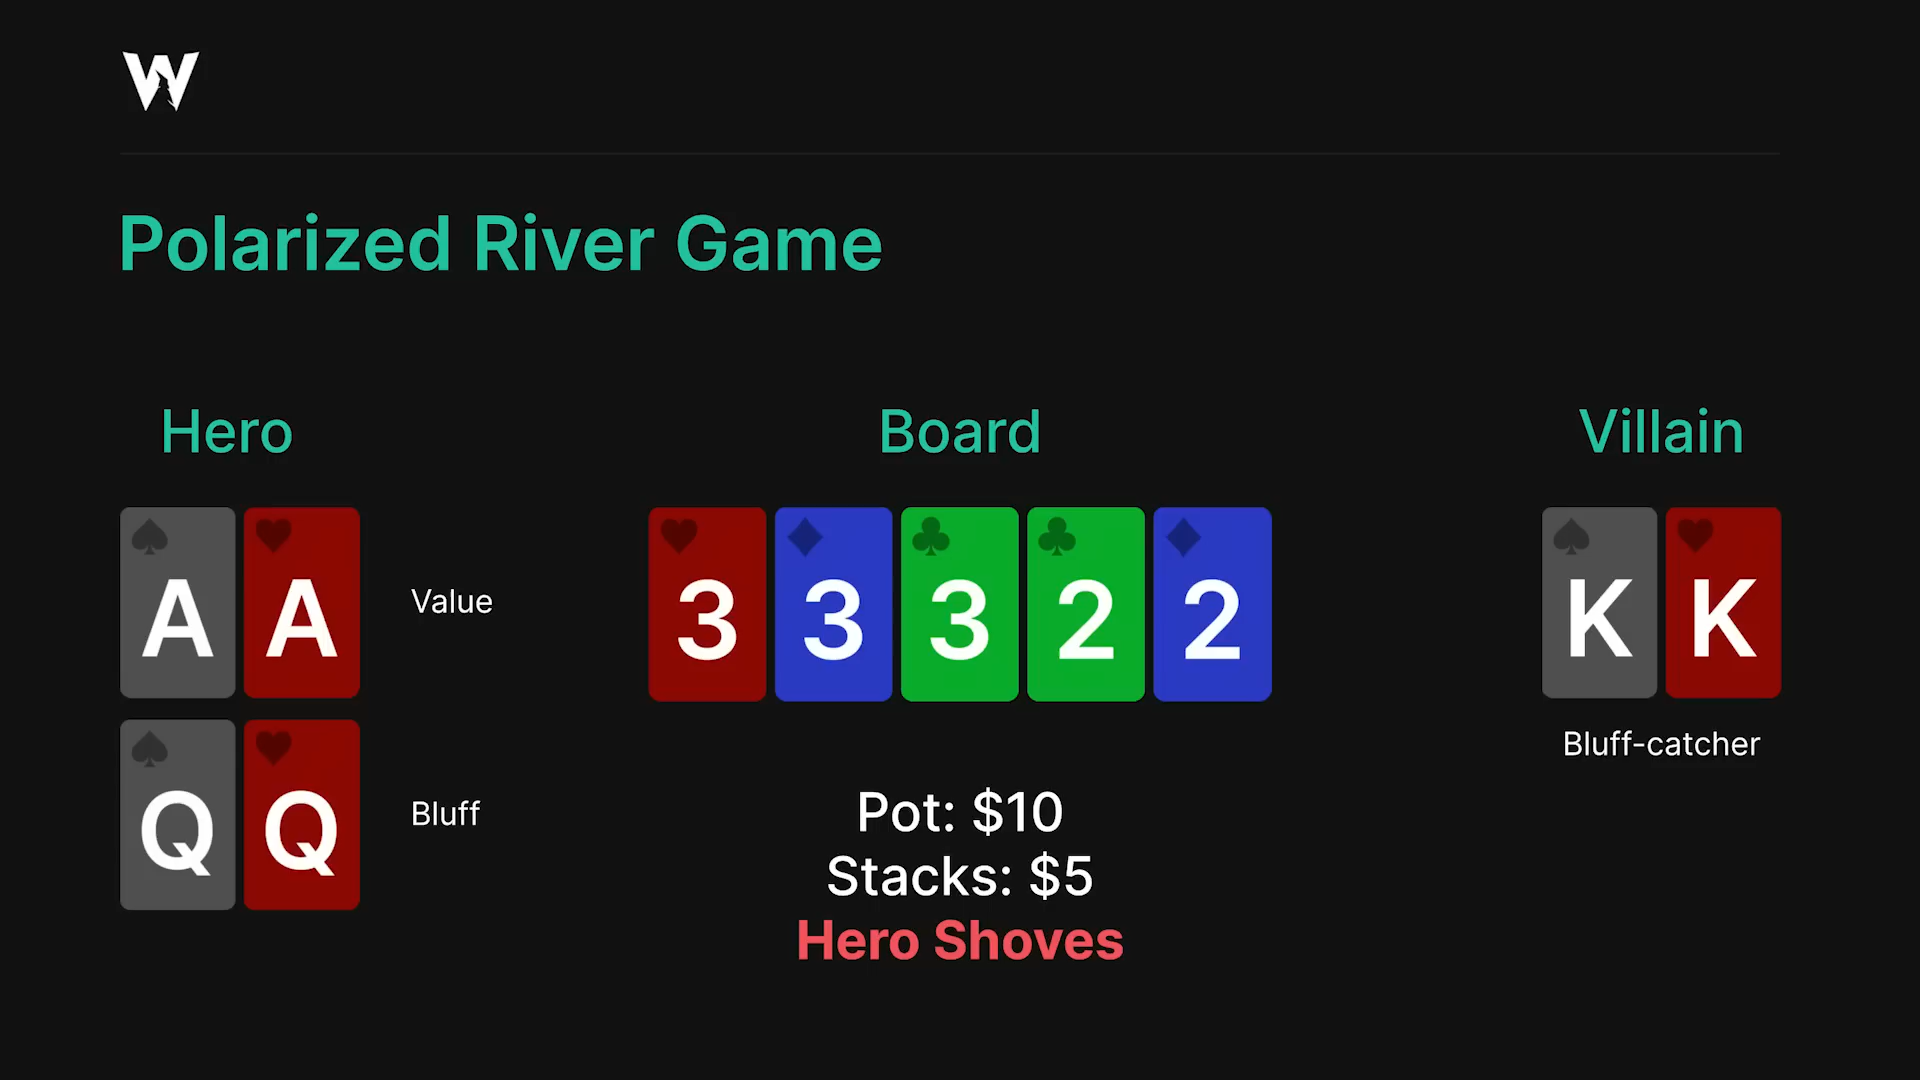 W
Polarized River Game
Hero
Board
Villain
A A
Value
3 3 3 2 2
K K
Q Q
Bluff
Bluff-catcher
Pot: $10
Stacks: $5
Hero Shoves